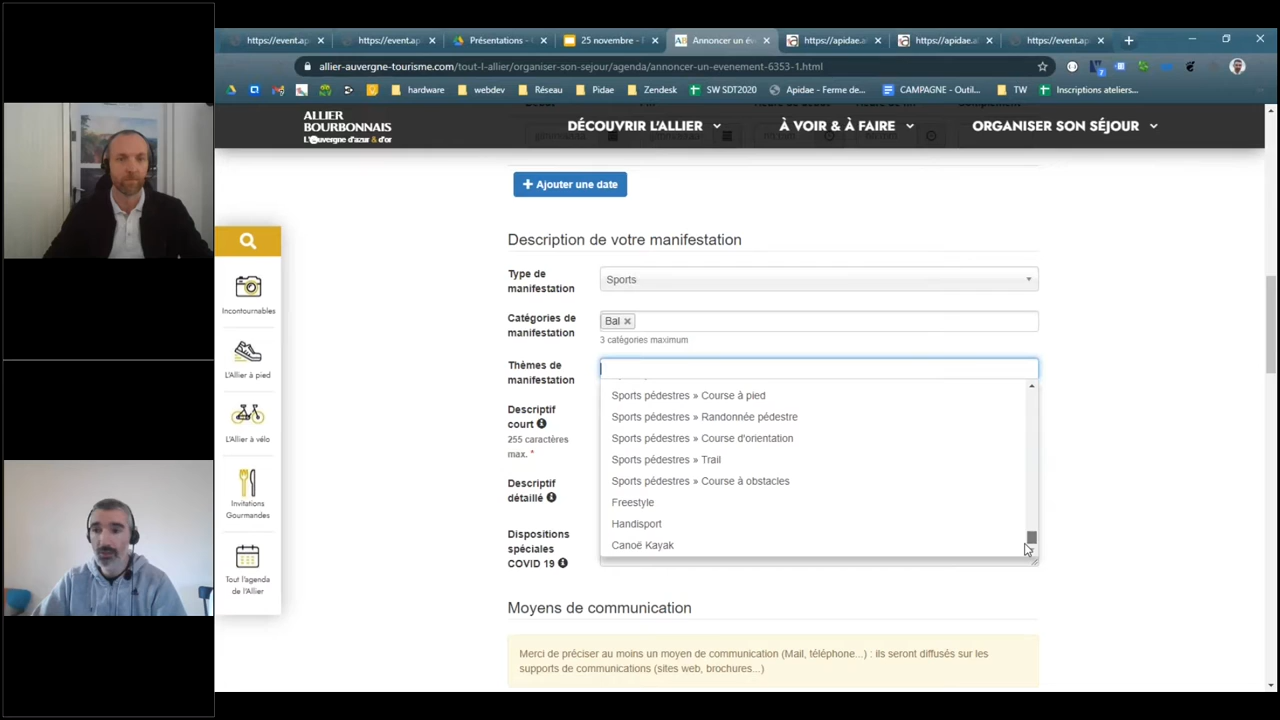 https://event.ap
https://event.ap
Présentations -
25 novembre -
Annoncer un év
https://apidae.
https://apidae.
https://event.ap
allier-auvergne-tourisme.com/tout-l-allier/organiser-son-sejour/agenda/annoncer-un-evenement-6353-1.html
hardware
webdev
Réseau
Pidae
Zendesk
SW SDT2020
Apidae - Ferme de...
CAMPAGNE - Outil...
TW
Inscriptions ateliers...
ALLIER
BOURBONNAIS
L'Auvergne d'azur & d'or
DÉCOUVRIR L'ALLIER
À VOIR & À FAIRE
ORGANISER SON SÉJOUR
Ajouter une date
Incontournables
L'Allier à pied
L'Allier à vélo
Invitations
Gourmandes
Tout l'agenda
de l'Allier
Description de votre manifestation
Type de
manifestation
Sports
Catégories de
manifestation
Bal ×
3 catégories maximum
Thèmes de
manifestation
Sports pédestres » Course à pied
Sports pédestres » Randonnée pédestre
Sports pédestres » Course d'orientation
Sports pédestres » Trail
Sports pédestres » Course à obstacles
Freestyle
Handisport
Canoë Kayak
Descriptif
court
255 caractères
max. *
Descriptif
détaillé
Dispositions
spéciales
COVID 19
Moyens de communication
Merci de préciser au moins un moyen de communication (Mail, téléphone...) : ils seront diffusés sur les
supports de communications (sites web, brochures...)